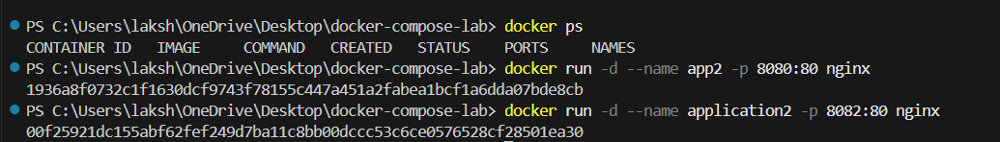 PS C:\Users\laksh\OneDrive\Desktop\docker-compose-lab> docker ps
CONTAINER ID   IMAGE     COMMAND   CREATED   STATUS    PORTS     NAMES
PS C:\Users\laksh\OneDrive\Desktop\docker-compose-lab> docker run -d --name app2 -p 8080:80 nginx
1936a8f0732c1f1630dcf9743f78155c447a451a2fabea1bcf1a6dda07bde8cb
PS C:\Users\laksh\OneDrive\Desktop\docker-compose-lab> docker run -d --name application2 -p 8082:80 nginx
00f25921dc155abf62fef249d7ba11c8bb00dccc53c6ce0576528cf28501ea30